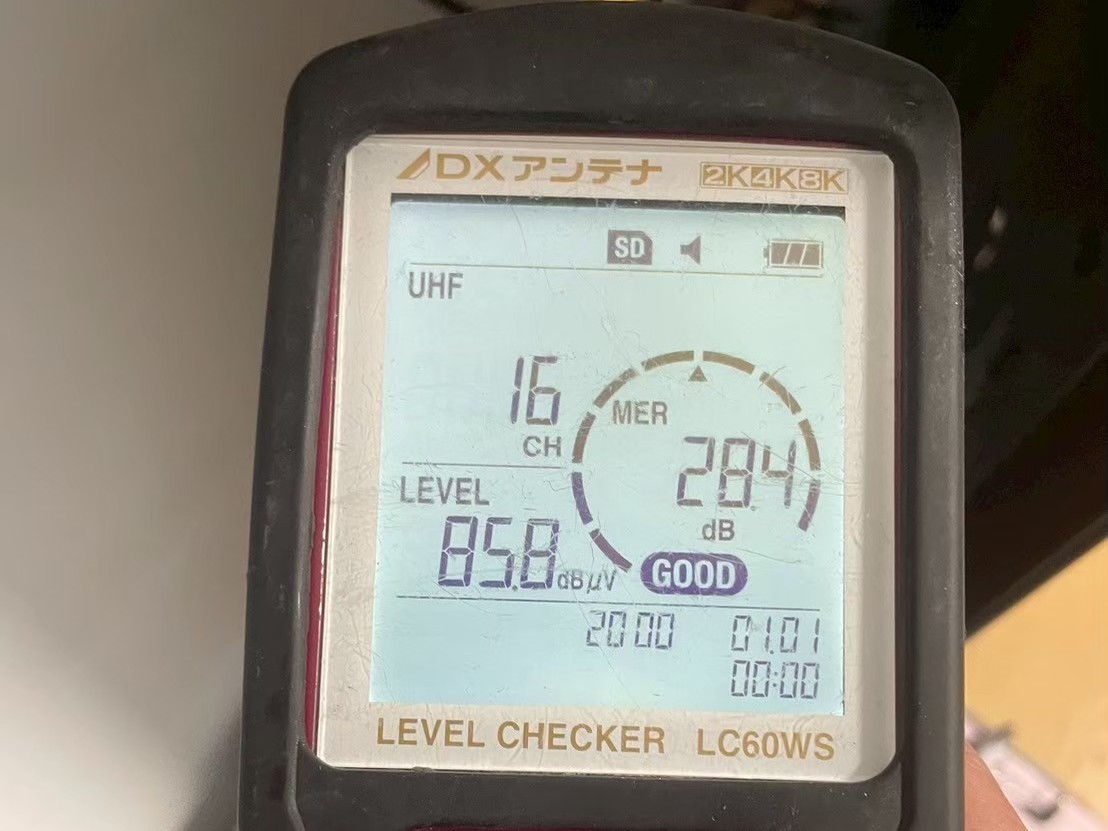 DXアンテナ 2K4K8K
SD
UHF
16
CH
MER
28.4
dB
LEVEL
85.8 dBμV
GOOD
2000 01.01
00:00
LEVEL CHECKER LC60WS